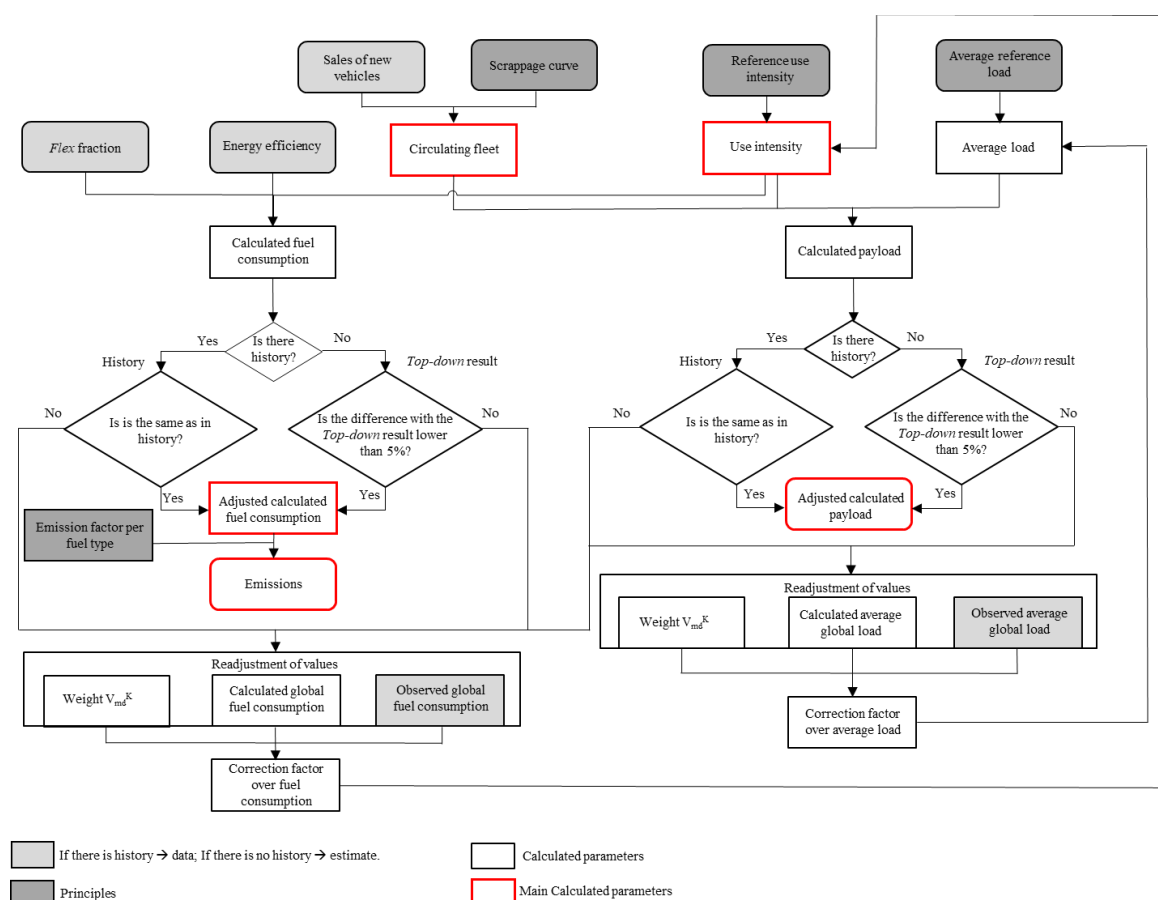 Sales of new
vehicles
Scrappage curve
Reference use
intensity
Average reference
load
Flex fraction
Energy efficiency
Circulating fleet
Use intensity
Average load
Calculated fuel
consumption
Calculated payload
Yes
Is there
history?
No
History
Top-down result
Yes
Is there
history?
No
History
Top-down result
No
Is is the same as in
history?
Is the difference with the
Top-down result lower
than 5%?
No
No
Is is the same as in
history?
Is the difference with the
Top-down result lower
than 5%?
No
Yes
Adjusted calculated
fuel consumption
Yes
Yes
Adjusted calculated
payload
Yes
Emission factor per
fuel type
Emissions
Readjustment of values
Weight Vmd^K
Calculated average
global load
Observed average
global load
Readjustment of values
Weight Vmd^K
Calculated global
fuel consumption
Observed global
fuel consumption
Correction factor
over average load
Correction factor
over fuel
consumption
If there is history → data; If there is no history → estimate.
Calculated parameters
Principles
Main Calculated parameters